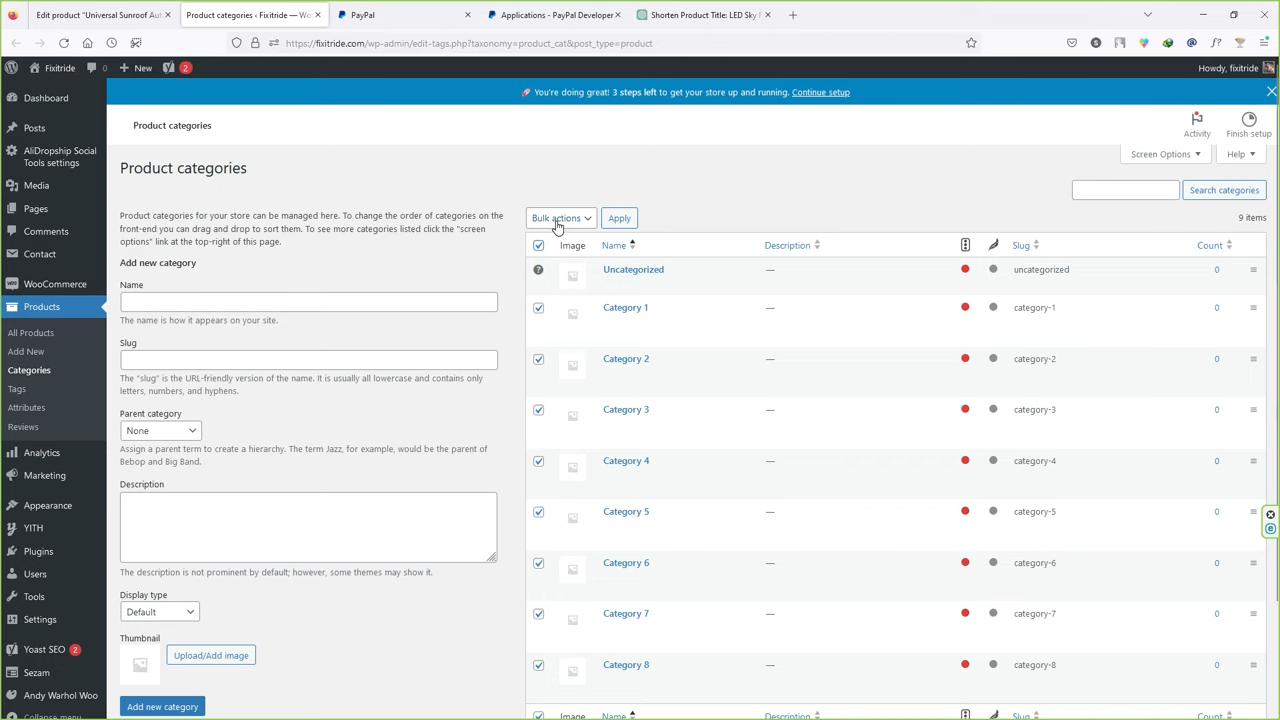 Edit product "Universal Sunroof Aut
Product categories ‹ Fixitride — Wo
PayPal
Applications - PayPal Developer
Shorten Product Title: LED Sky F
https://fixitride.com/wp-admin/edit-tags.php?taxonomy=product_cat&post_type=product
Fixitride
0
New
2
Howdy, fixitride
🚀 You're doing great! 3 steps left to get your store up and running. Continue setup
Product categories
Activity
Finish setup
Screen Options
Help
Dashboard
Posts
AliDropship Social
Tools settings
Media
Pages
Comments
Contact
WooCommerce
Products
All Products
Add New
Categories
Tags
Attributes
Reviews
Analytics
Marketing
Appearance
YITH
Plugins
Users
Tools
Settings
Yoast SEO 2
Sezam
Andy Warhol Woo
Collapse menu
Product categories
Product categories for your store can be managed here. To change the order of categories on the
front-end you can drag and drop to sort them. To see more categories listed click the "screen
options" link at the top-right of this page.
Add new category
Name
The name is how it appears on your site.
Slug
The "slug" is the URL-friendly version of the name. It is usually all lowercase and contains only
letters, numbers, and hyphens.
Parent category
None
Assign a parent term to create a hierarchy. The term Jazz, for example, would be the parent of
Bebop and Big Band.
Description
The description is not prominent by default; however, some themes may show it.
Display type
Default
Thumbnail
Upload/Add image
Add new category
Search categories
Bulk actions
Apply
9 items
Image Name Description Slug Count
Uncategorized — uncategorized 0
Category 1 — category-1 0
Category 2 — category-2 0
Category 3 — category-3 0
Category 4 — category-4 0
Category 5 — category-5 0
Category 6 — category-6 0
Category 7 — category-7 0
Category 8 — category-8 0
Image Name Description Slug Count